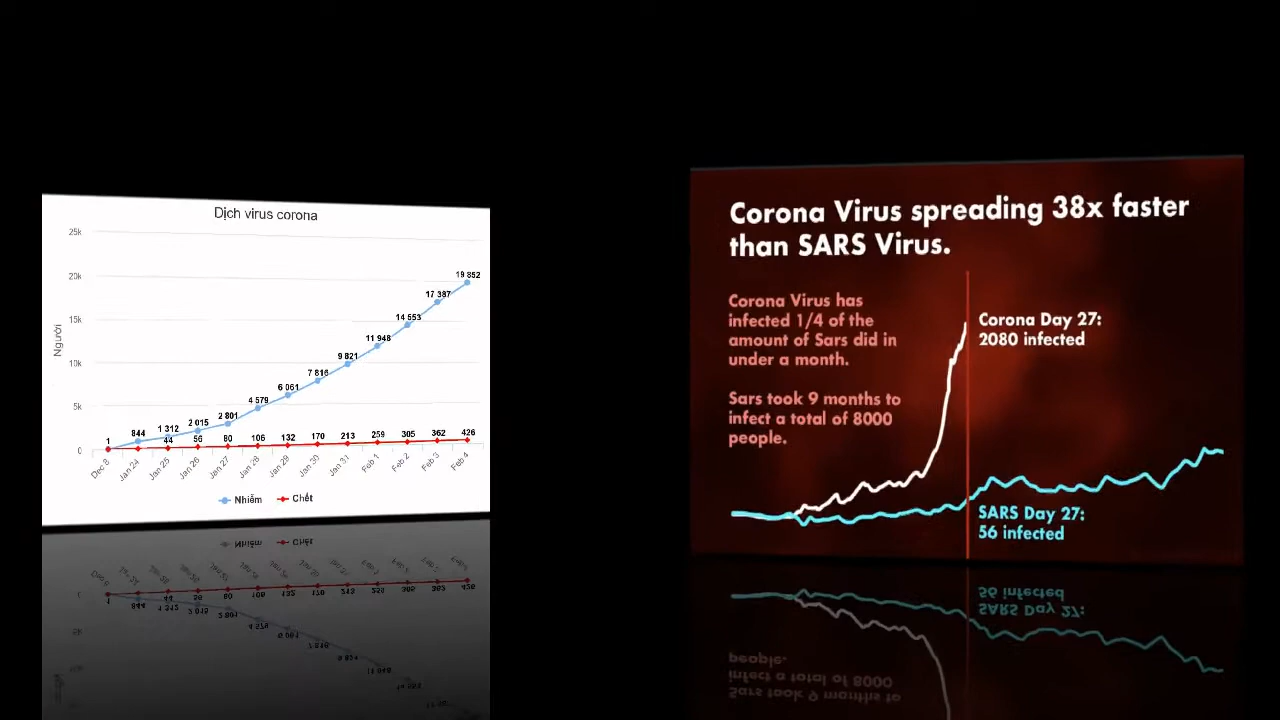 Dịch virus corona
25k
20k
15k
10k
5k
0
Người
19 852
17 387
14 553
11 948
9 821
7 816
6 061
4 579
2 801
2 015
1 312
844
1
44
56
80
106
132
170
213
259
305
362
426
Dec 8
Jan 24
Jan 25
Jan 26
Jan 27
Jan 28
Jan 29
Jan 30
Jan 31
Feb 1
Feb 2
Feb 3
Feb 4
Nhiễm
Chết
Corona Virus spreading 38x faster
than SARS Virus.
Corona Virus has
infected 1/4 of the
amount of Sars did in
under a month.
Sars took 9 months to
infect a total of 8000
people.
Corona Day 27:
2080 infected
SARS Day 27:
56 infected